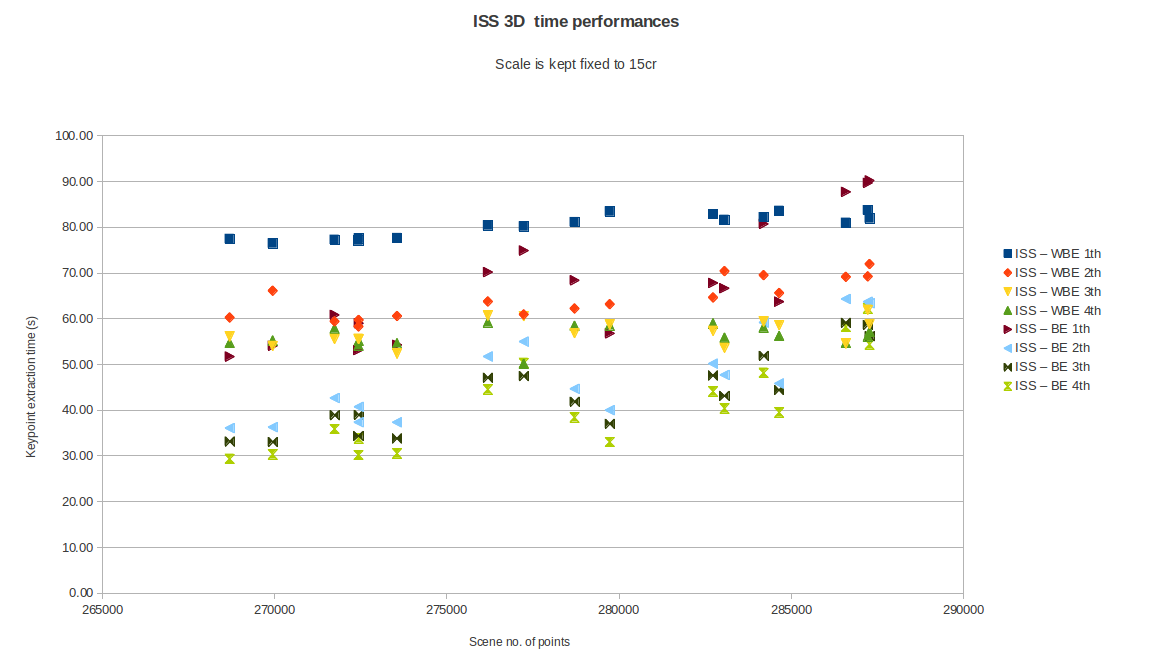 ISS 3D  time performances
Scale is kept fixed to 15cr
100.00
90.00
80.00
70.00
60.00
50.00
40.00
30.00
20.00
10.00
0.00
265000 270000 275000 280000 285000 290000
Keypoint extraction time (s)
Scene no. of points
ISS – WBE 1th
ISS – WBE 2th
ISS – WBE 3th
ISS – WBE 4th
ISS – BE 1th
ISS – BE 2th
ISS – BE 3th
ISS – BE 4th